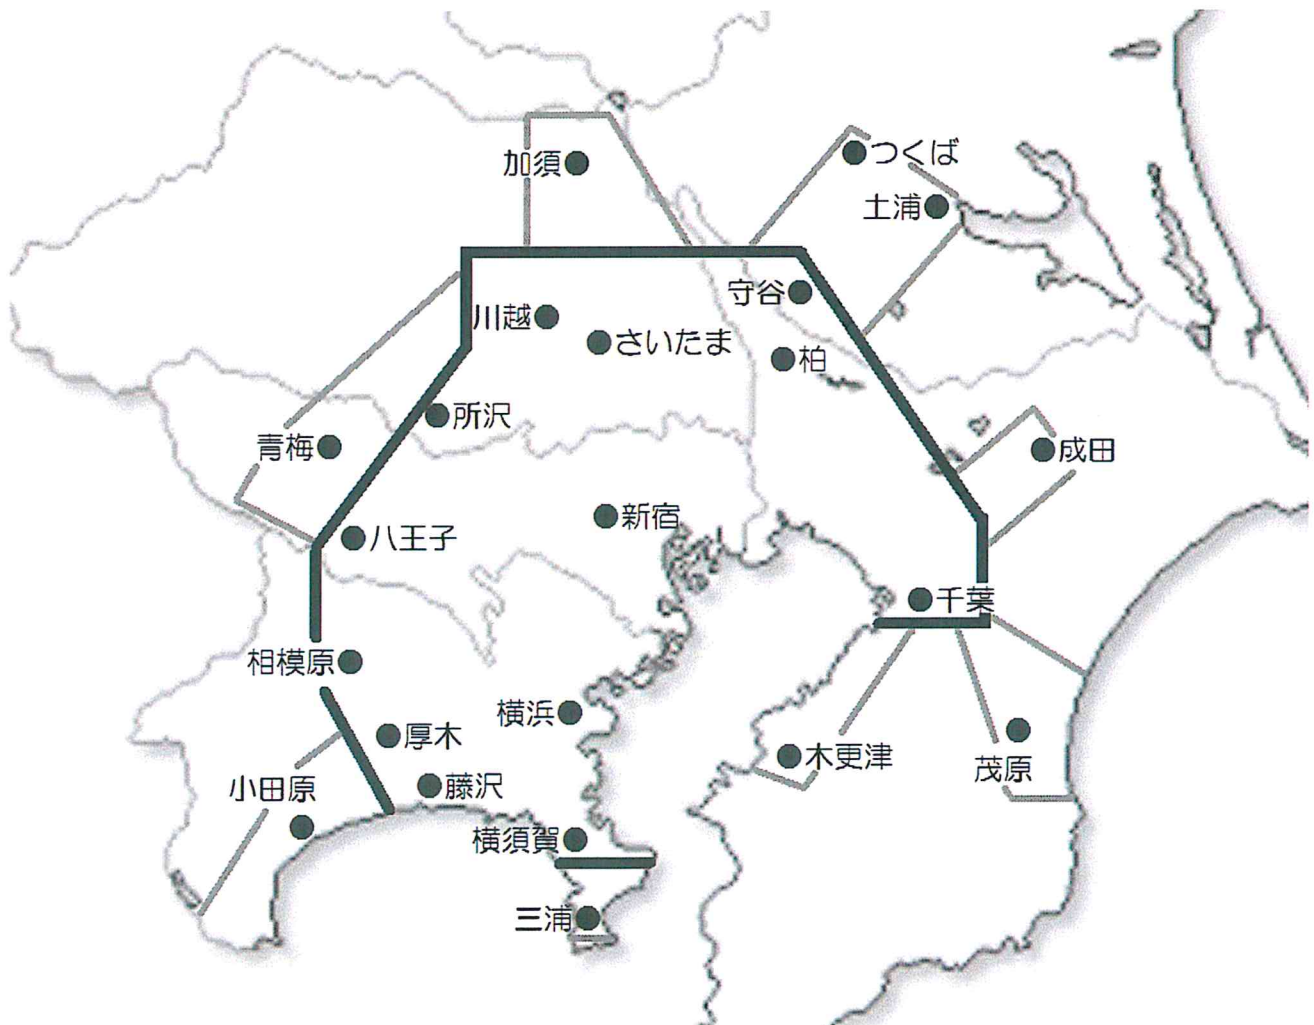 加須
つくば
土浦
守谷
川越
さいたま
柏
所沢
青梅
成田
新宿
八王子
千葉
相模原
横浜
厚木
木更津
茂原
小田原
藤沢
横須賀
三浦